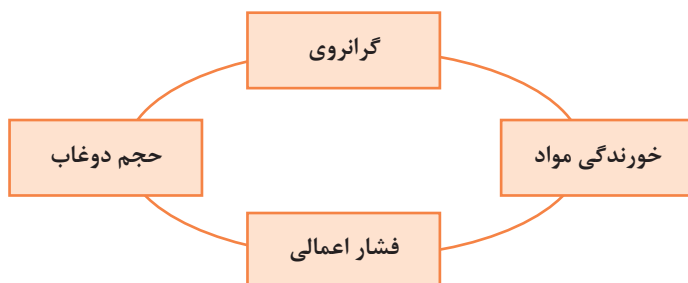 گرانروی
خورندگی مواد
حجم دوغاب
فشار اعمالی